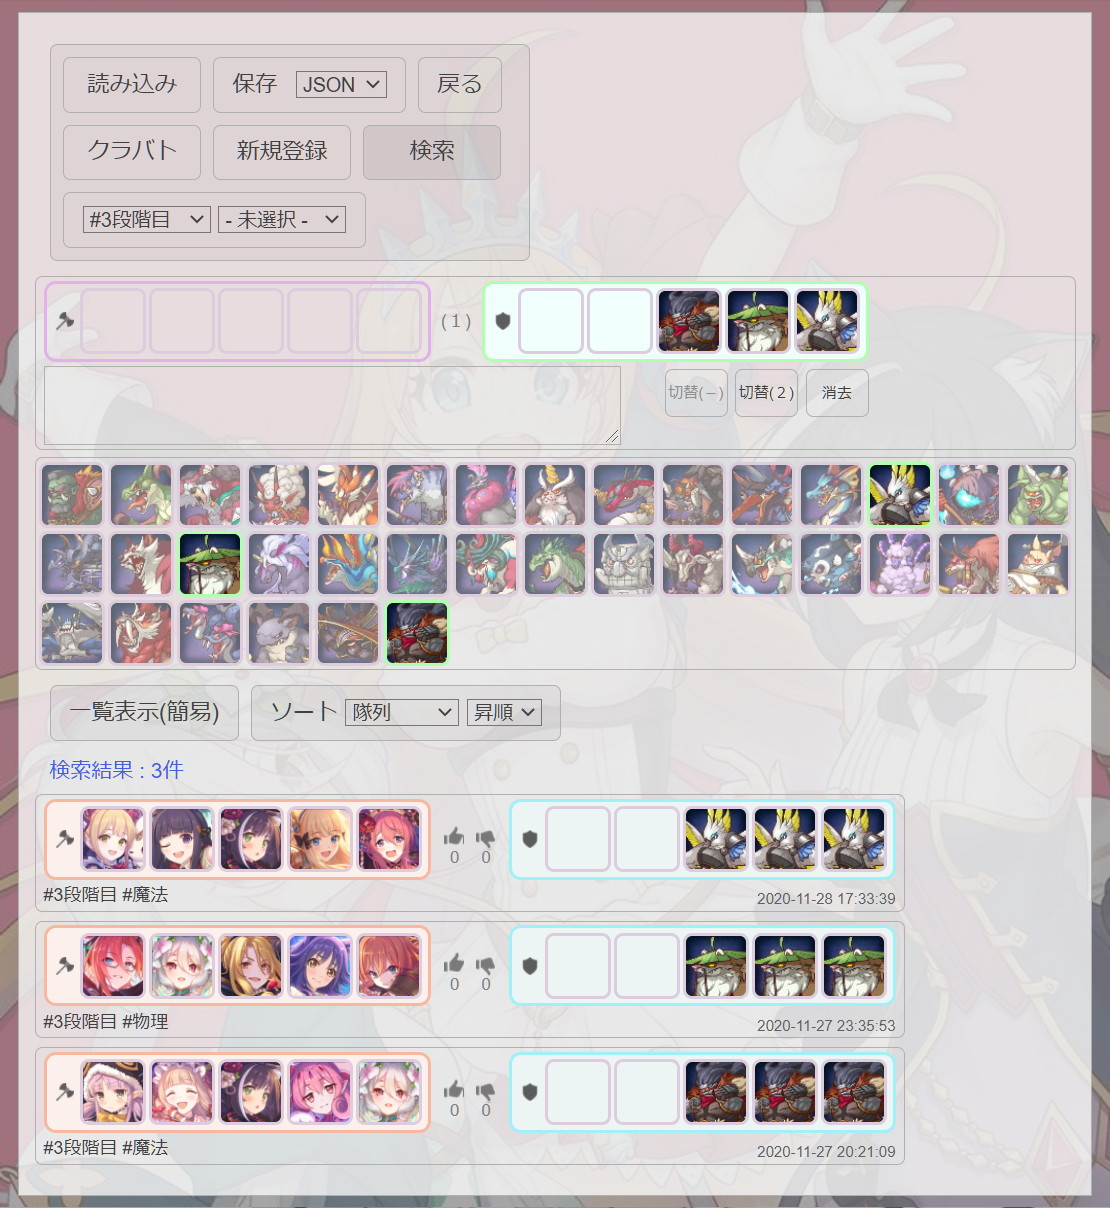 読み込み 保存 JSON 戻る
クラバト 新規登録 検索
#3段階目 - 未選択 -
(1)
切替(－) 切替(2) 消去
一覧表示(簡易) ソート 隊列 昇順
検索結果 : 3件
0 0
#3段階目 #魔法 2020-11-28 17:33:39
0 0
#3段階目 #物理 2020-11-27 23:35:53
0 0
#3段階目 #魔法 2020-11-27 20:21:09